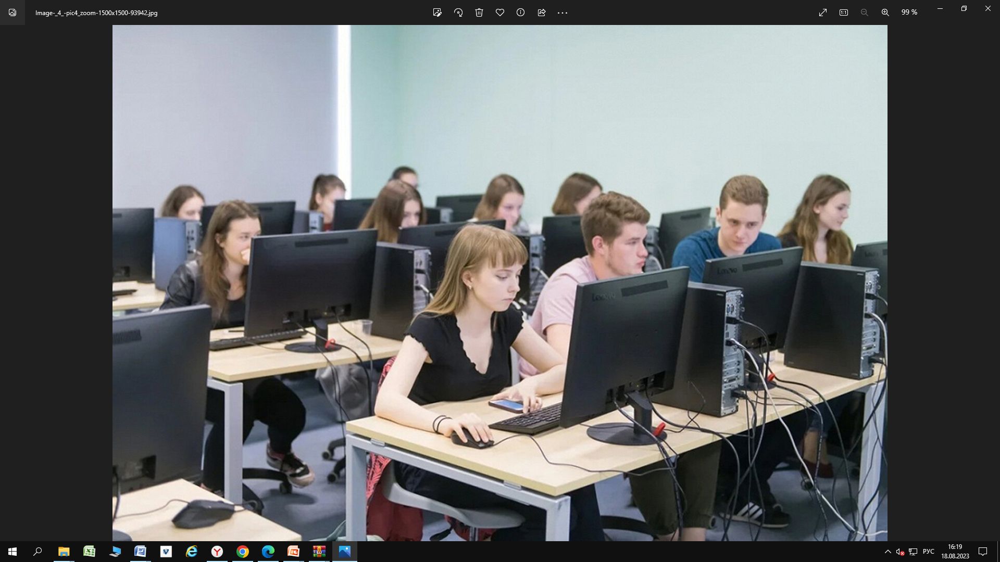 Image-_4_-pic4_zoom-1500x1500-93942.jpg
99 %
Lenovo
Lenovo
РУС
16:19
18.08.2023